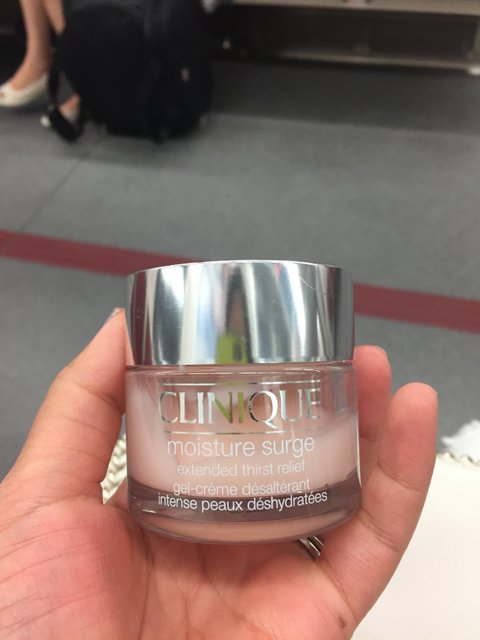 CLINIQUE
moisture surge
extended thirst relief
gel-crème désaltérant
intense peaux déshydratées